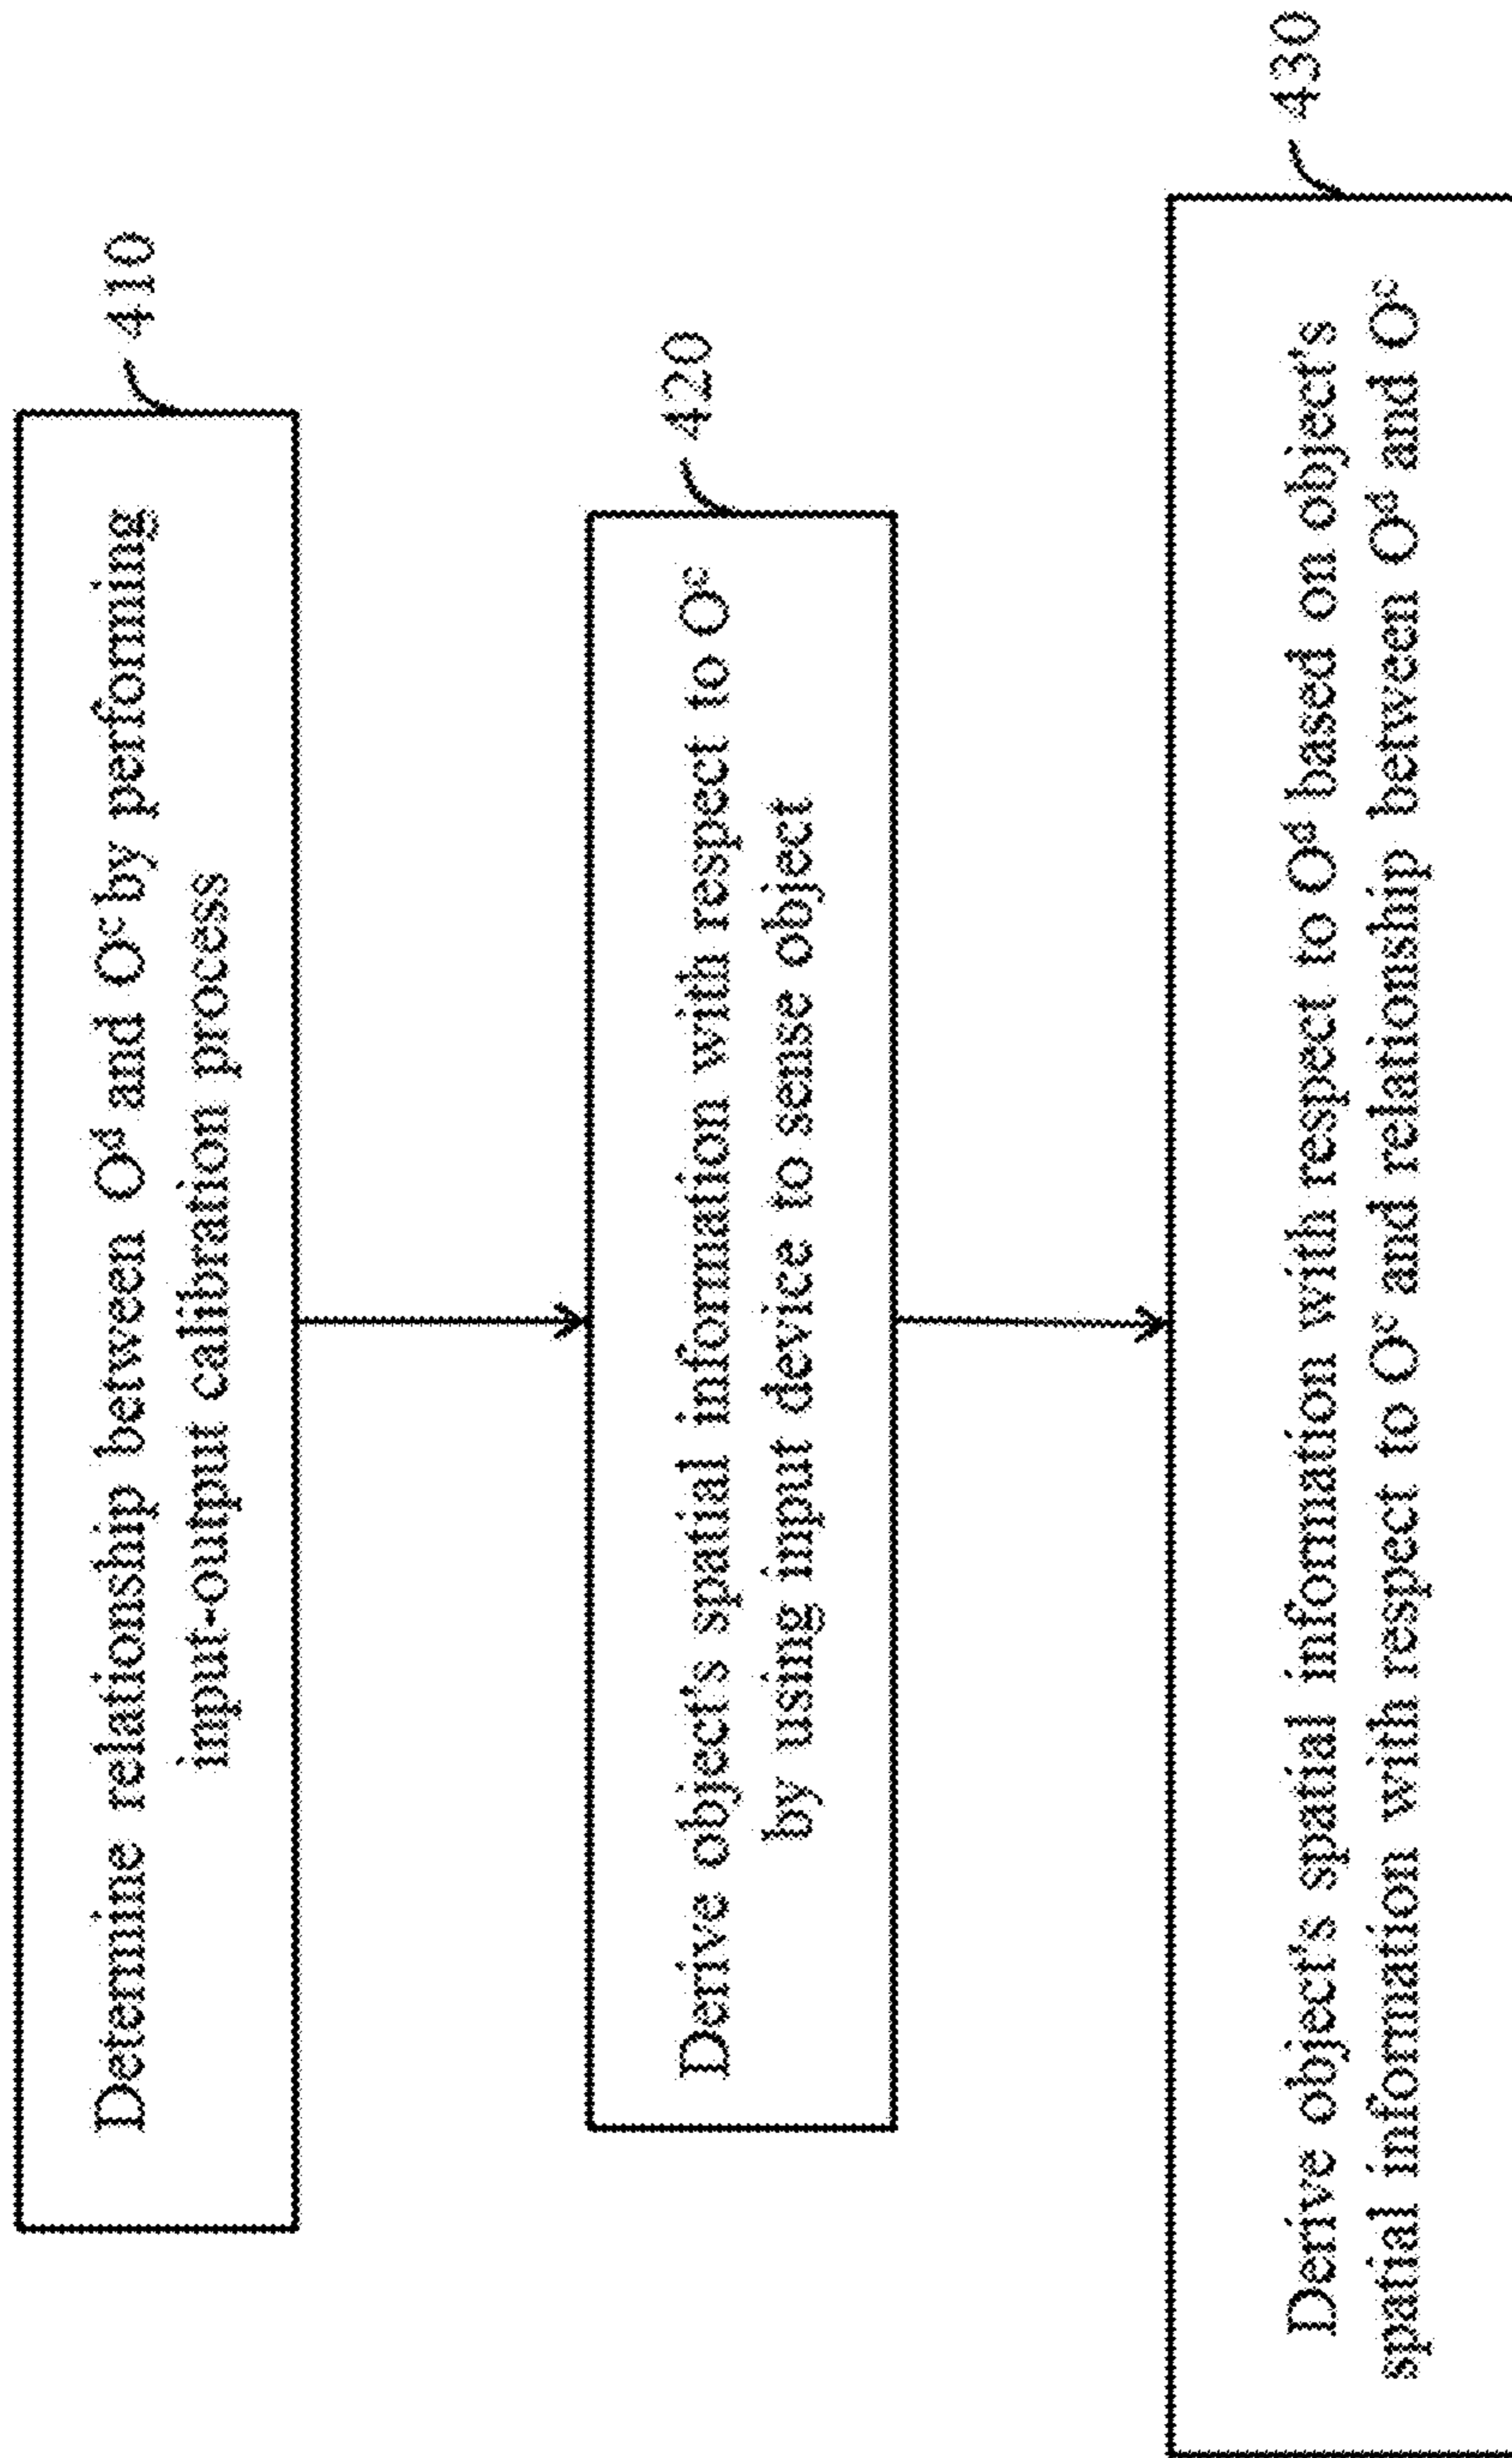 Determine relationship between Oᵈ and Oᶜ by performing
input-output calibration process
410
Derive object's spatial information with respect to Oᶜ
by using input device to sense object
420
Derive object's spatial information with respect to Oᵈ based on object's
spatial information with respect to Oᶜ and relationship between Oᵈ and Oᶜ
430